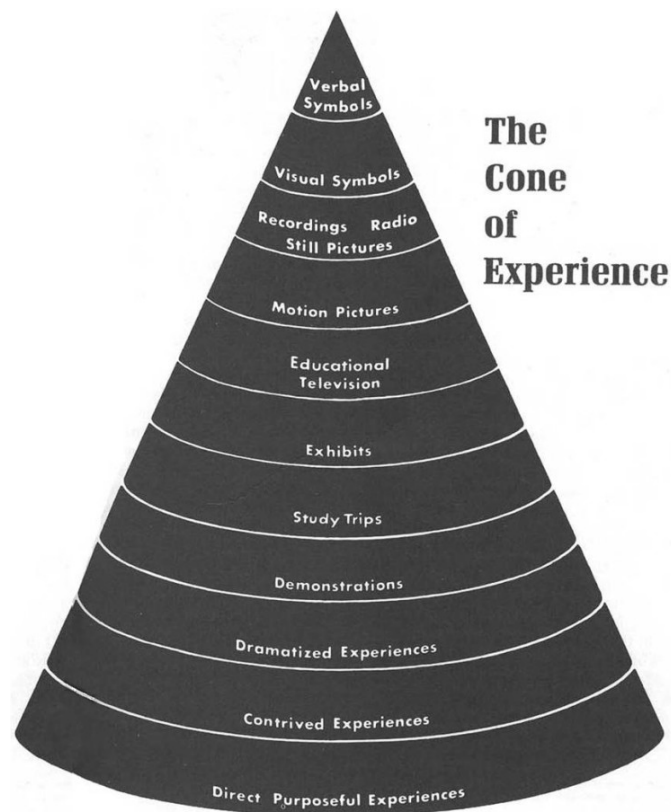 Verbal
Symbols
The
Cone
of
Experience
Visual Symbols
Recordings Radio
Still Pictures
Motion Pictures
Educational
Television
Exhibits
Study Trips
Demonstrations
Dramatized Experiences
Contrived Experiences
Direct Purposeful Experiences